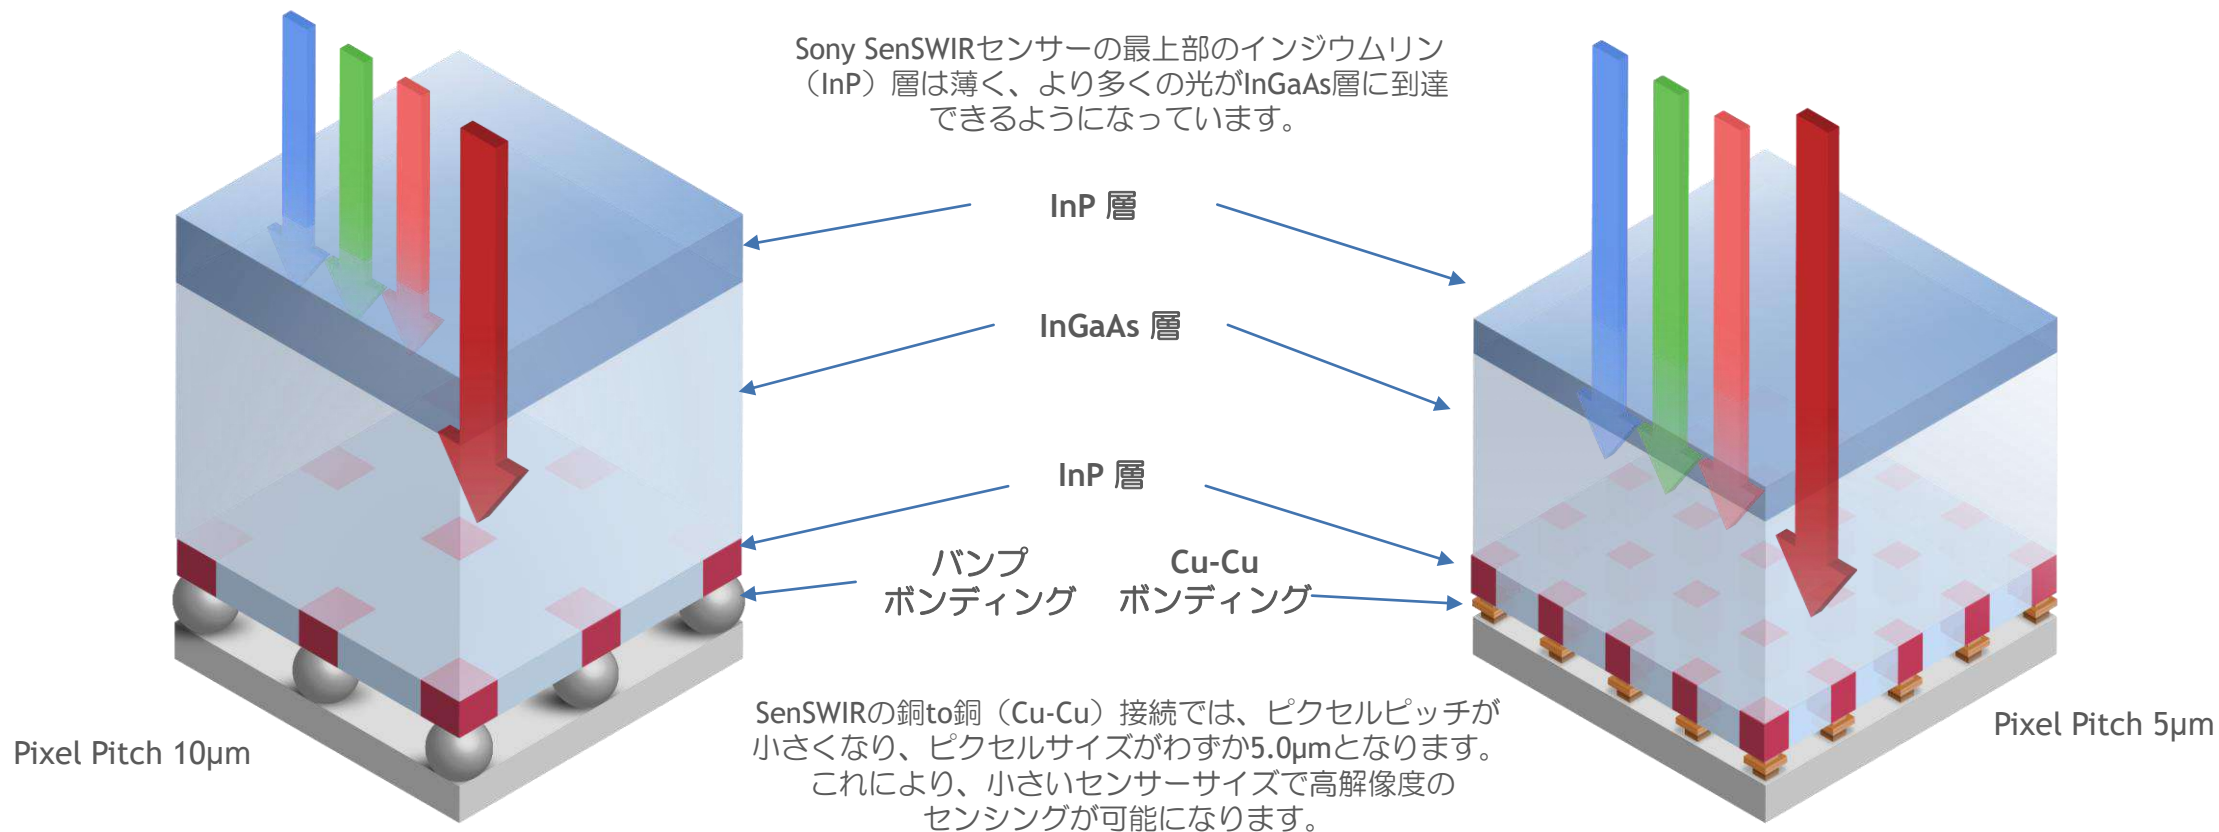 Sony SenSWIRセンサーの最上部のインジウムリン
（InP）層は薄く、より多くの光がInGaAs層に到達
できるようになっています。
InP 層
InGaAs 層
InP 層
バンプ
ボンディング
Cu-Cu
ボンディング
SenSWIRの銅to銅（Cu-Cu）接続では、ピクセルピッチが
小さくなり、ピクセルサイズがわずか5.0µmとなります。
これにより、小さいセンサーサイズで高解像度の
センシングが可能になります。
Pixel Pitch 10µm
Pixel Pitch 5µm